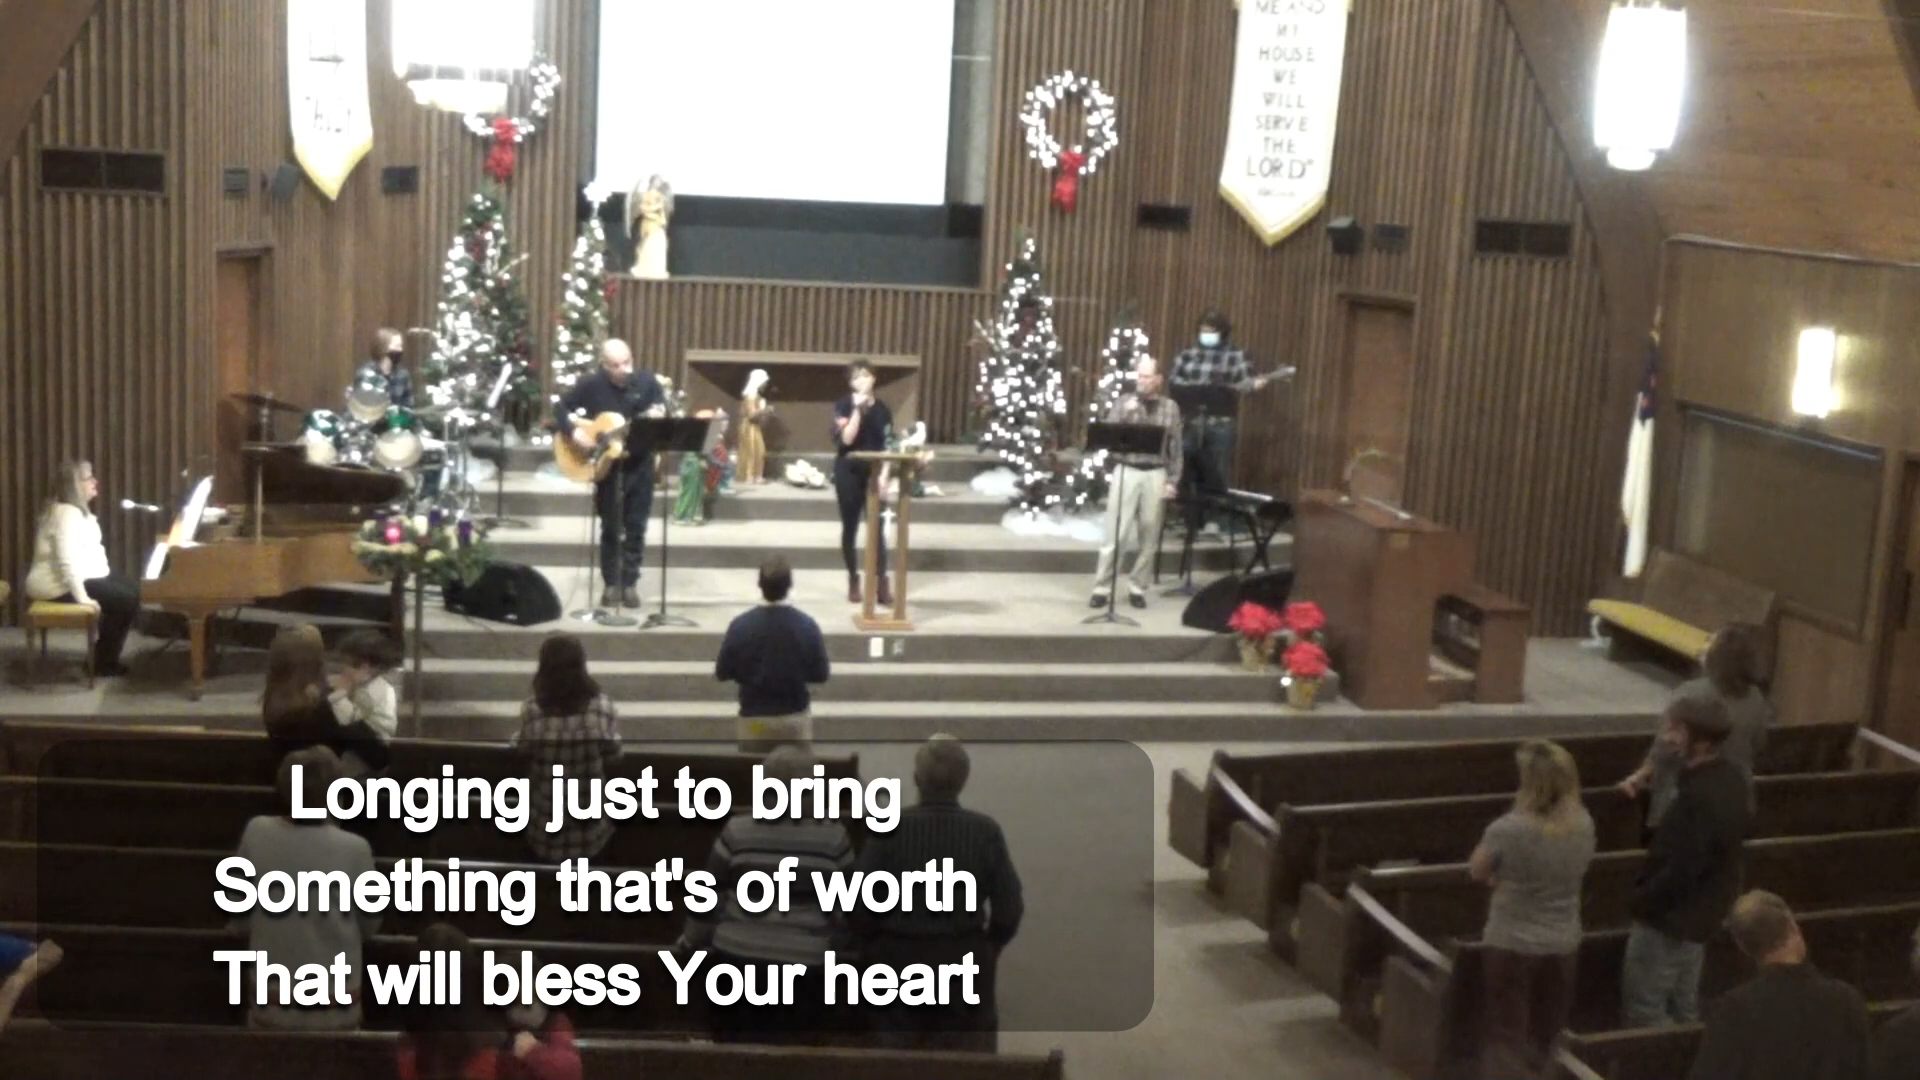 ME AND
MY
HOUSE
WE
WILL
SERVE
THE
LORD"
Longing just to bring
Something that's of worth
That will bless Your heart